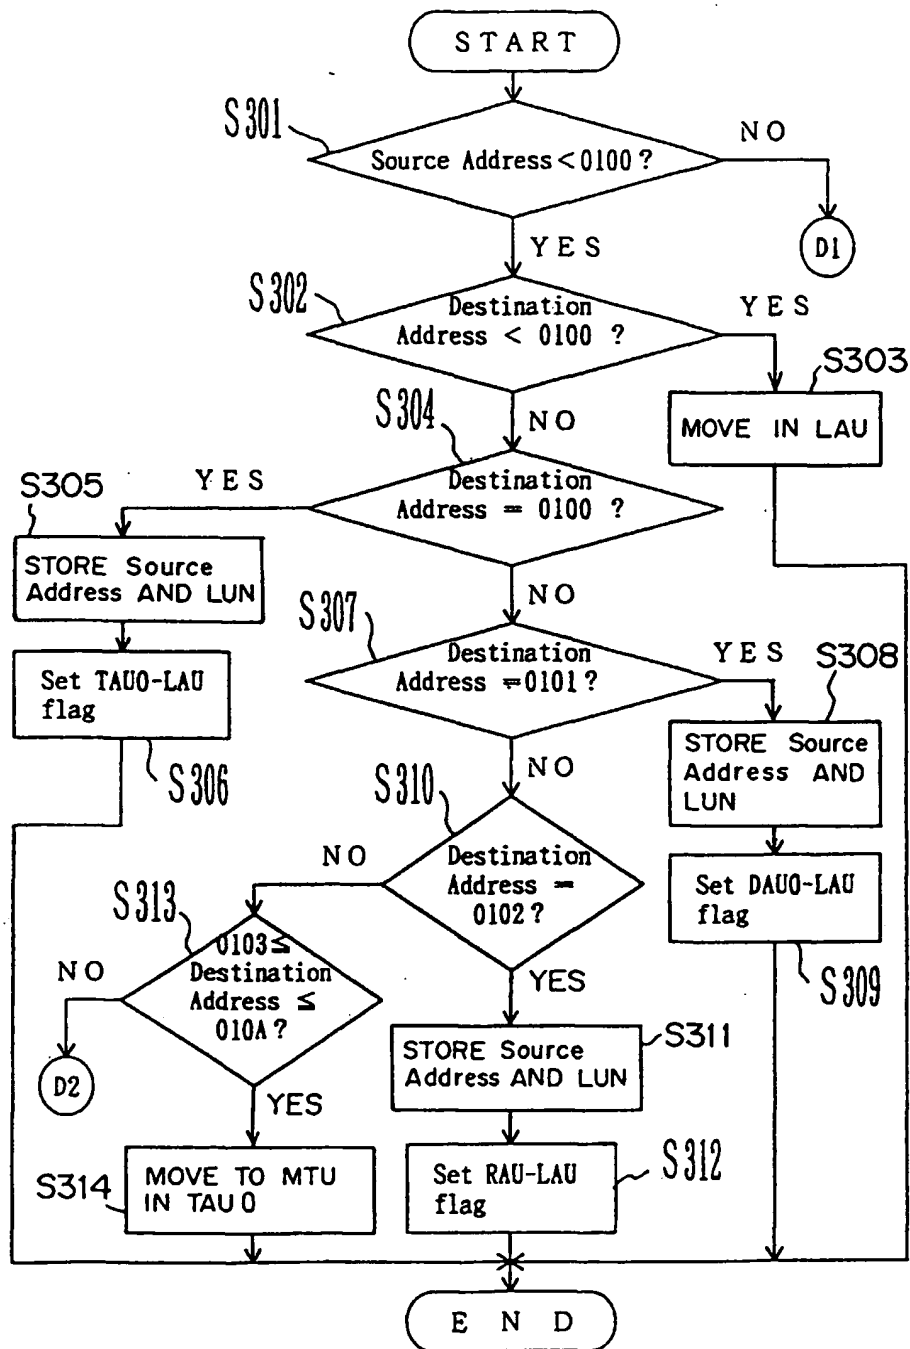 START
S301
Source Address < 0100 ?
NO
D1
YES
S302
Destination
Address < 0100 ?
YES
S303
MOVE IN LAU
NO
S304
Destination
Address = 0100 ?
YES
S305
STORE Source
Address AND LUN
Set TAU0-LAU
flag
S306
NO
S307
Destination
Address =0101 ?
YES
S308
STORE Source
Address AND
LUN
Set DAU0-LAU
flag
S309
NO
S310
Destination
Address =
0102 ?
NO
S313
0103≦
Destination
Address ≦
010A ?
NO
D2
YES
S314
MOVE TO MTU
IN TAU0
YES
S311
STORE Source
Address AND LUN
Set RAU-LAU
flag
S312
END